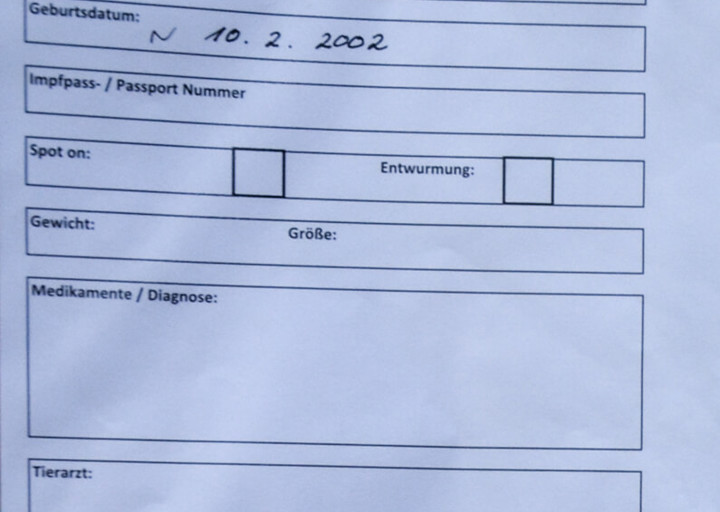 Geburtsdatum:
~ 10. 2. 2002
Impfpass- / Passport Nummer
Spot on: Entwurmung:
Gewicht: Größe:
Medikamente / Diagnose:
Tierarzt: